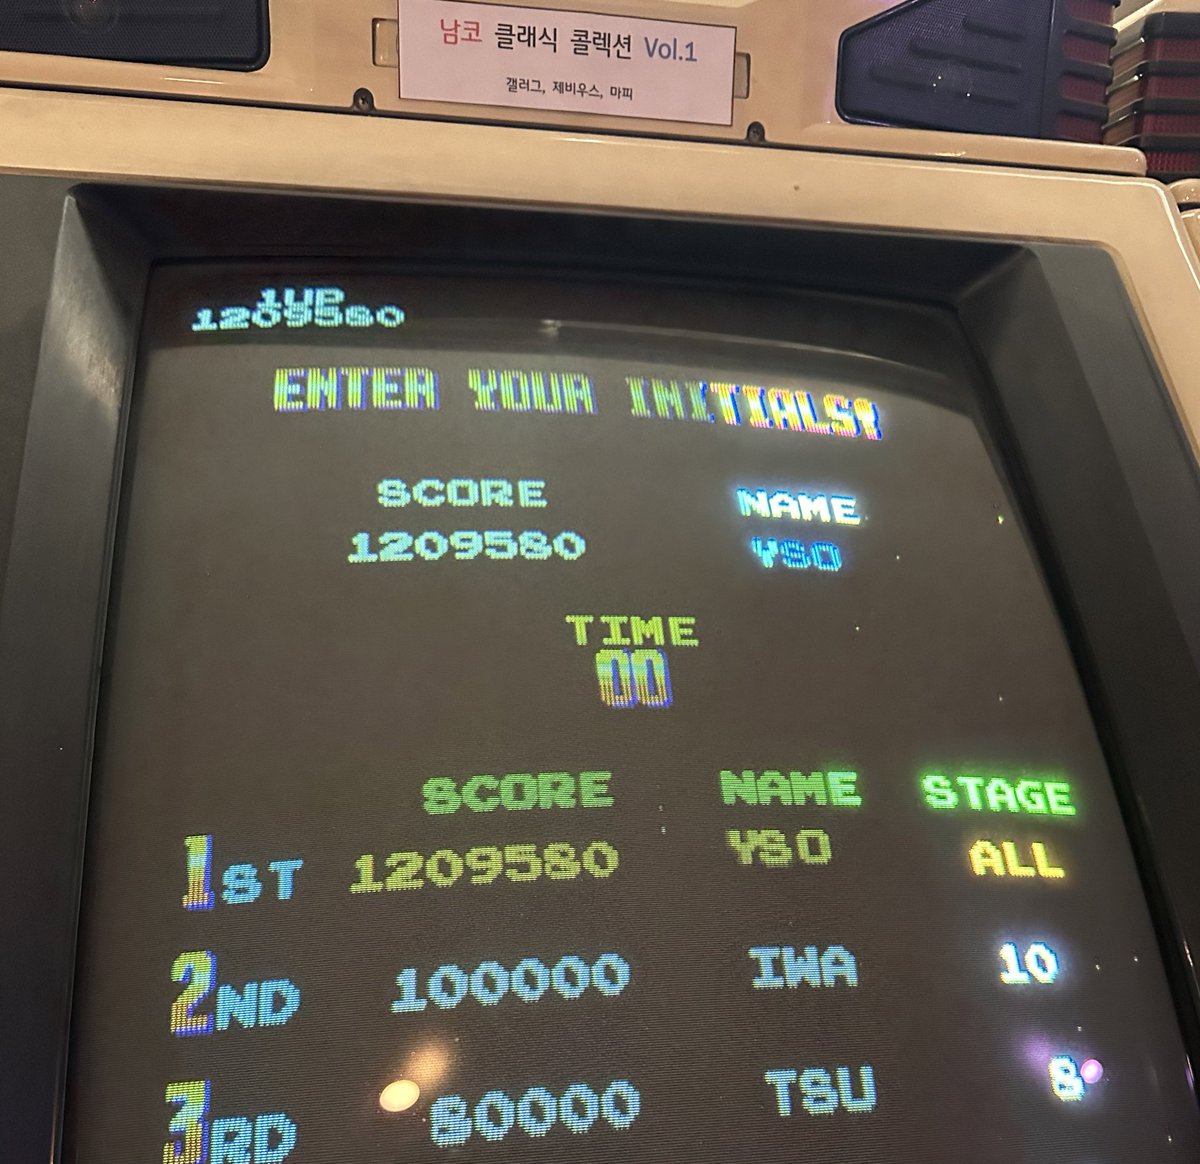 남코 클래식 콜렉션 Vol.1
갤러그, 제비우스, 마피
1UP
1209580
ENTER YOUR INITIALS!
SCORE NAME
1209580 YSO
TIME
00
SCORE NAME STAGE
1ST 1209580 YSO ALL
2ND 100000 IWA 10
3RD 80000 TSU 8